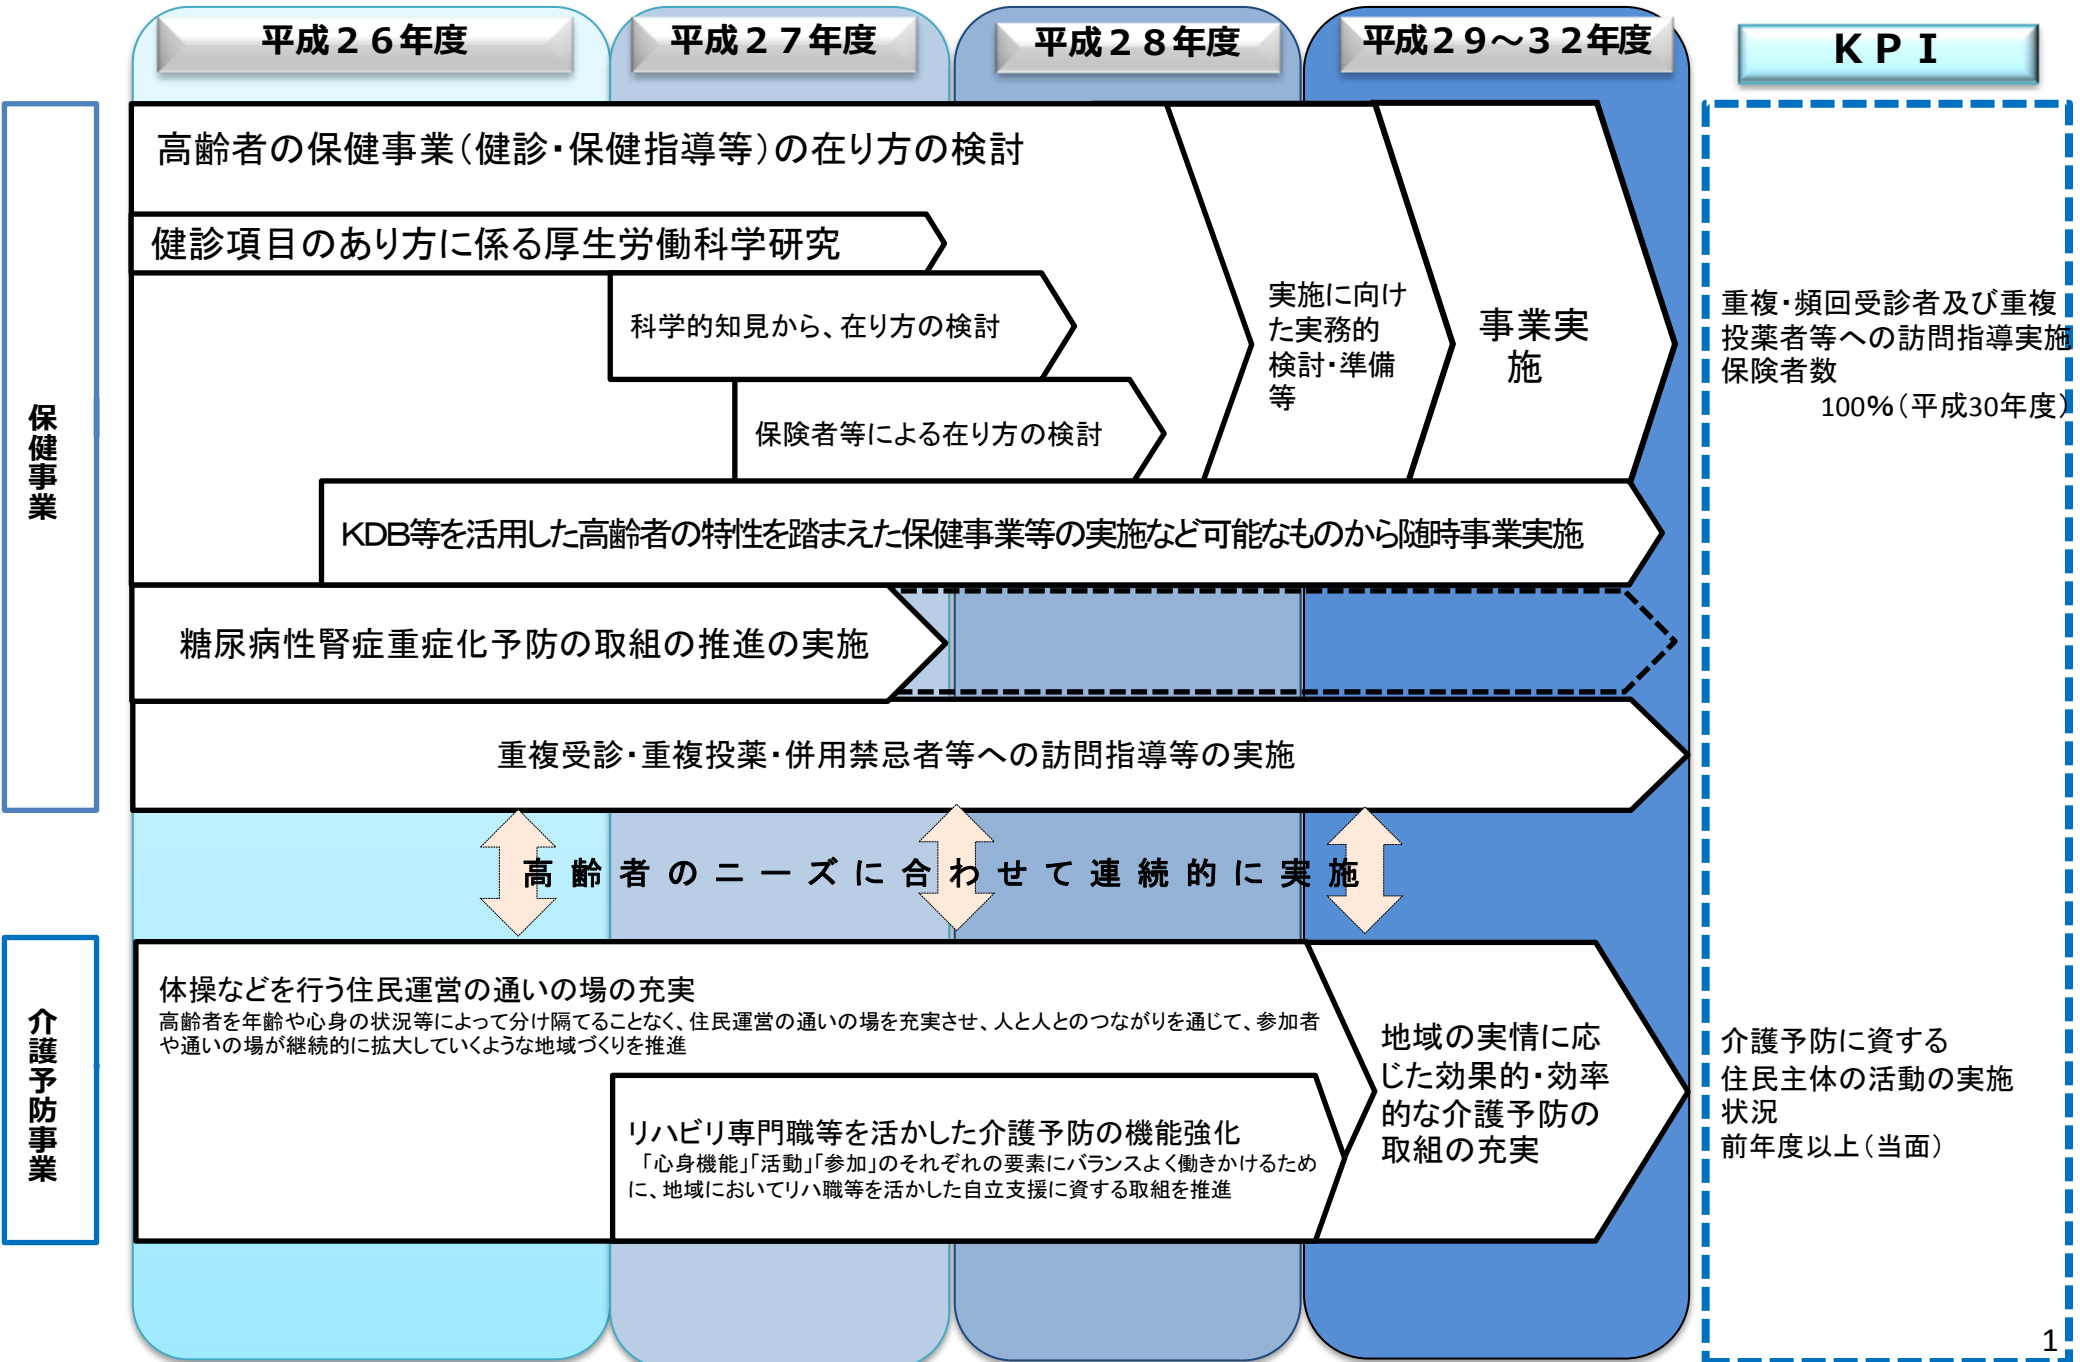 平成２６年度
平成２７年度
平成２８年度
平成２９～３２年度
ＫＰＩ
保健事業
高齢者の保健事業（健診・保健指導等）の在り方の検討
健診項目のあり方に係る厚生労働科学研究
科学的知見から、在り方の検討
保険者等による在り方の検討
実施に向け
た実務的
検討・準備
等
事業実
施
KDB等を活用した高齢者の特性を踏まえた保健事業等の実施など可能なものから随時事業実施
糖尿病性腎症重症化予防の取組の推進の実施
重複受診・重複投薬・併用禁忌者等への訪問指導等の実施
重複・頻回受診者及び重複
投薬者等への訪問指導実施
保険者数
100%（平成30年度）
高齢者のニーズに合わせて連続的に実施
介護予防事業
体操などを行う住民運営の通いの場の充実
高齢者を年齢や心身の状況等によって分け隔てることなく、住民運営の通いの場を充実させ、人と人とのつながりを通じて、参加者
や通いの場が継続的に拡大していくような地域づくりを推進
リハビリ専門職等を活かした介護予防の機能強化
「心身機能」「活動」「参加」のそれぞれの要素にバランスよく働きかけるため
に、地域においてリハ職等を活かした自立支援に資する取組を推進
地域の実情に応
じた効果的・効率
的な介護予防の
取組の充実
介護予防に資する
住民主体の活動の実施
状況
前年度以上（当面）
1